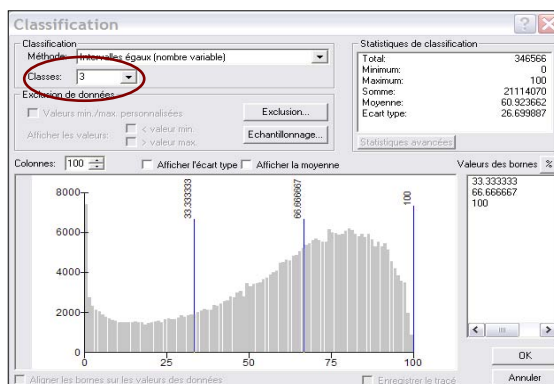 Classification
Classification
Méthode: Intervalles égaux (nombre variable)
Classes: 3
Exclusion de données
Valeurs min./max. personnalisées
Exclusion...
Afficher les valeurs:
< valeur min.
> valeur max.
Echantillonnage...
Statistiques de classification
Total: 346566
Minimum: 0
Maximum: 100
Somme: 21114070
Moyenne: 60.923662
Ecart type: 26.699887
Statistiques avancées
Colonnes: 100
Afficher l'écart type
Afficher la moyenne
Valeurs des bornes
%
33.333333
66.666667
100
8000
6000
4000
2000
0
0
25
50
75
100
33.333333
66.666667
100
OK
Annuler
Aligner les bornes sur les valeurs des données
Enregistrer le tracé